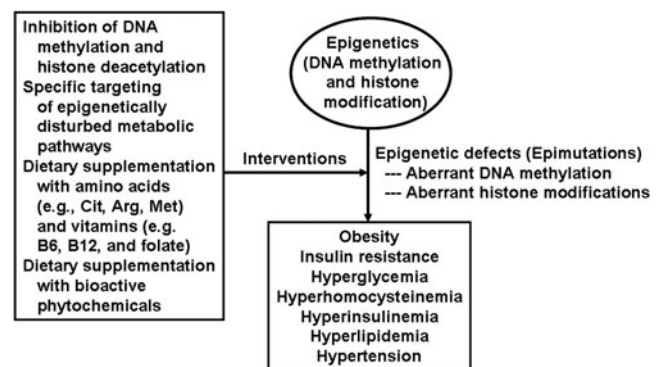 Inhibition of DNA
methylation and
histone deacetylation
Specific targeting
of epigenetically
disturbed metabolic
pathways
Dietary supplementation
with amino acids
(e.g., Cit, Arg, Met)
and vitamins (e.g.
B6, B12, and folate)
Dietary supplementation
with bioactive
phytochemicals
Interventions
Epigenetics
(DNA methylation
and histone
modification)
Epigenetic defects (Epimutations)
--- Aberrant DNA methylation
--- Aberrant histone modifications
Obesity
Insulin resistance
Hyperglycemia
Hyperhomocysteinemia
Hyperinsulinemia
Hyperlipidemia
Hypertension